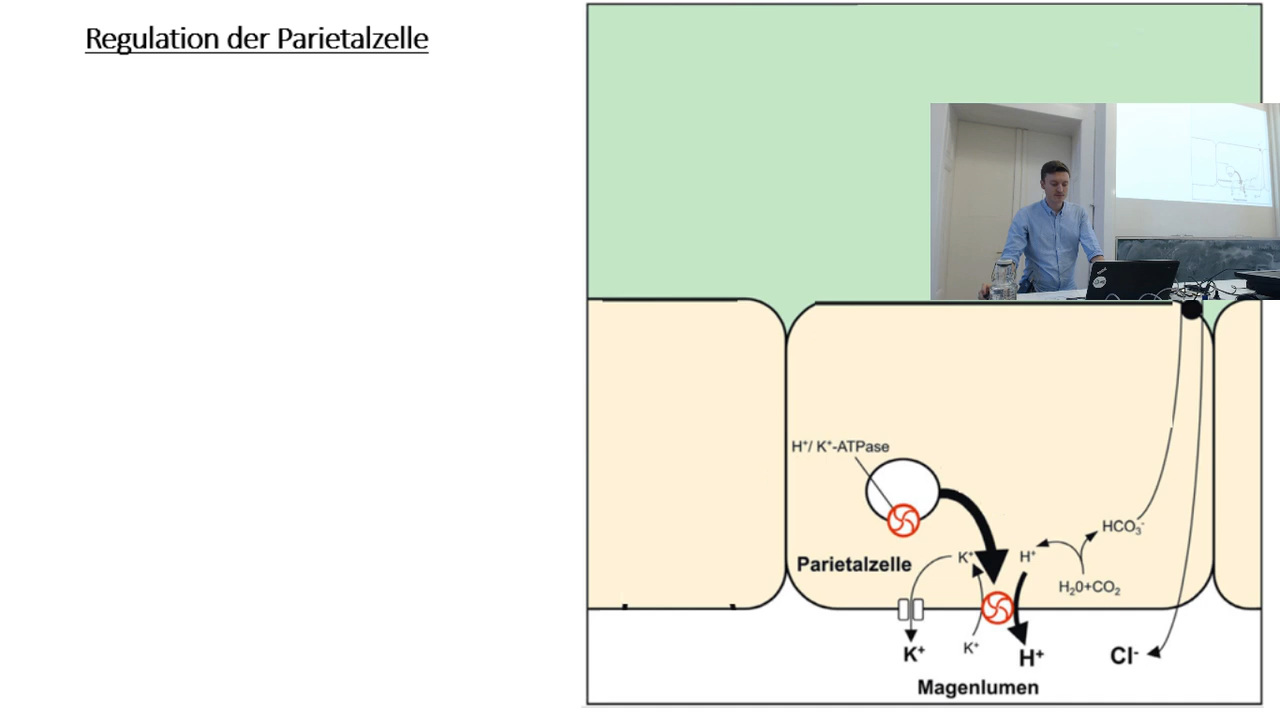 Regulation der Parietalzelle
H⁺/ K⁺-ATPase
HCO₃⁻
Parietalzelle
K⁺
H⁺
H₂0+CO₂
K⁺
K⁺
H⁺
Cl⁻
Magenlumen